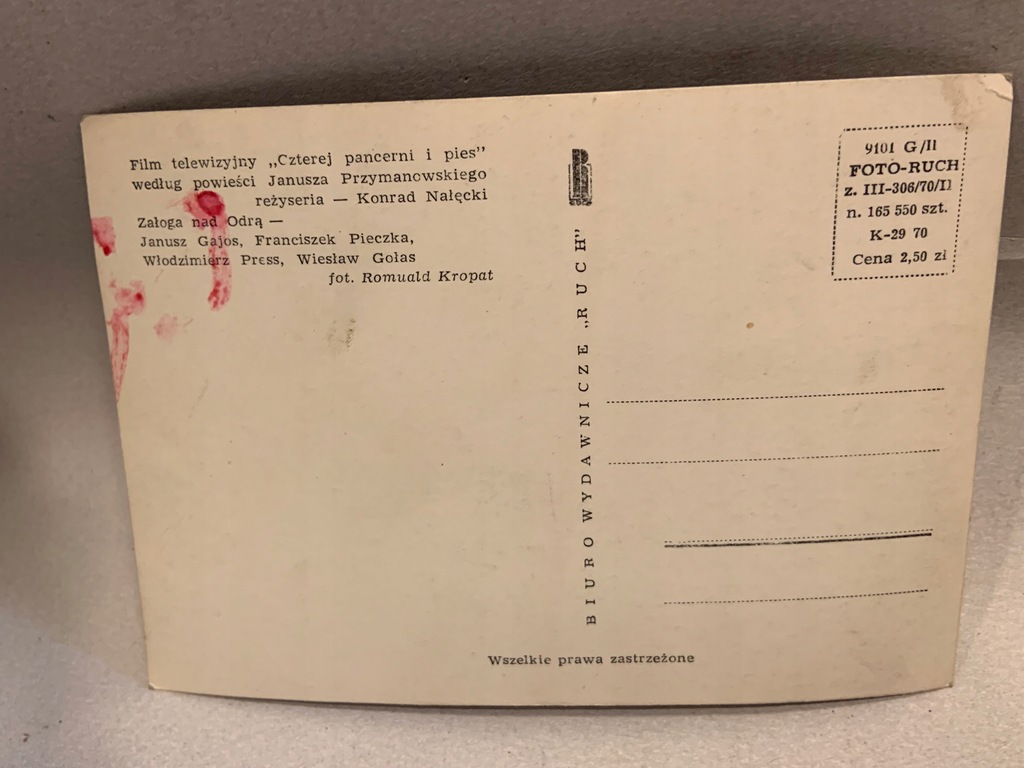 Film telewizyjny „Czterej pancerni i pies”
według powieści Janusza Przymanowskiego
reżyseria — Konrad Nałęcki
Załoga nad Odrą —
Janusz Gajos, Franciszek Pieczka,
Włodzimierz Press, Wiesław Gołas
fot. Romuald Kropat
BIURO WYDAWNICZE „RUCH”
9101 G/II
FOTO-RUCH
z. III-306/70/II
n. 165 550 szt.
K-29 70
Cena 2,50 zł
Wszelkie prawa zastrzeżone